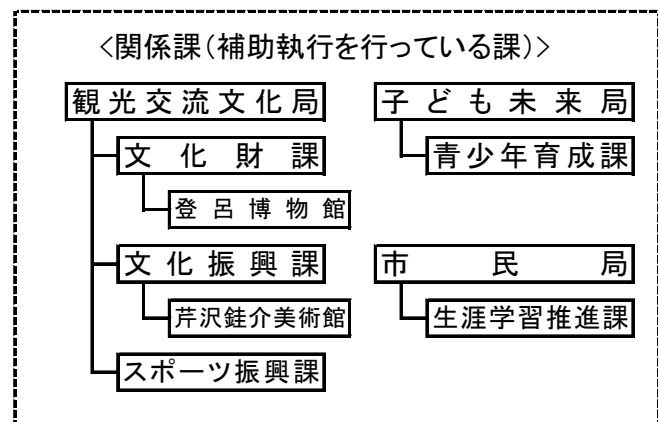 <関係課(補助執行を行っている課)>
観光交流文化局
文化財課
登呂博物館
文化振興課
芹沢銈介美術館
スポーツ振興課
子ども未来局
青少年育成課
市民局
生涯学習推進課